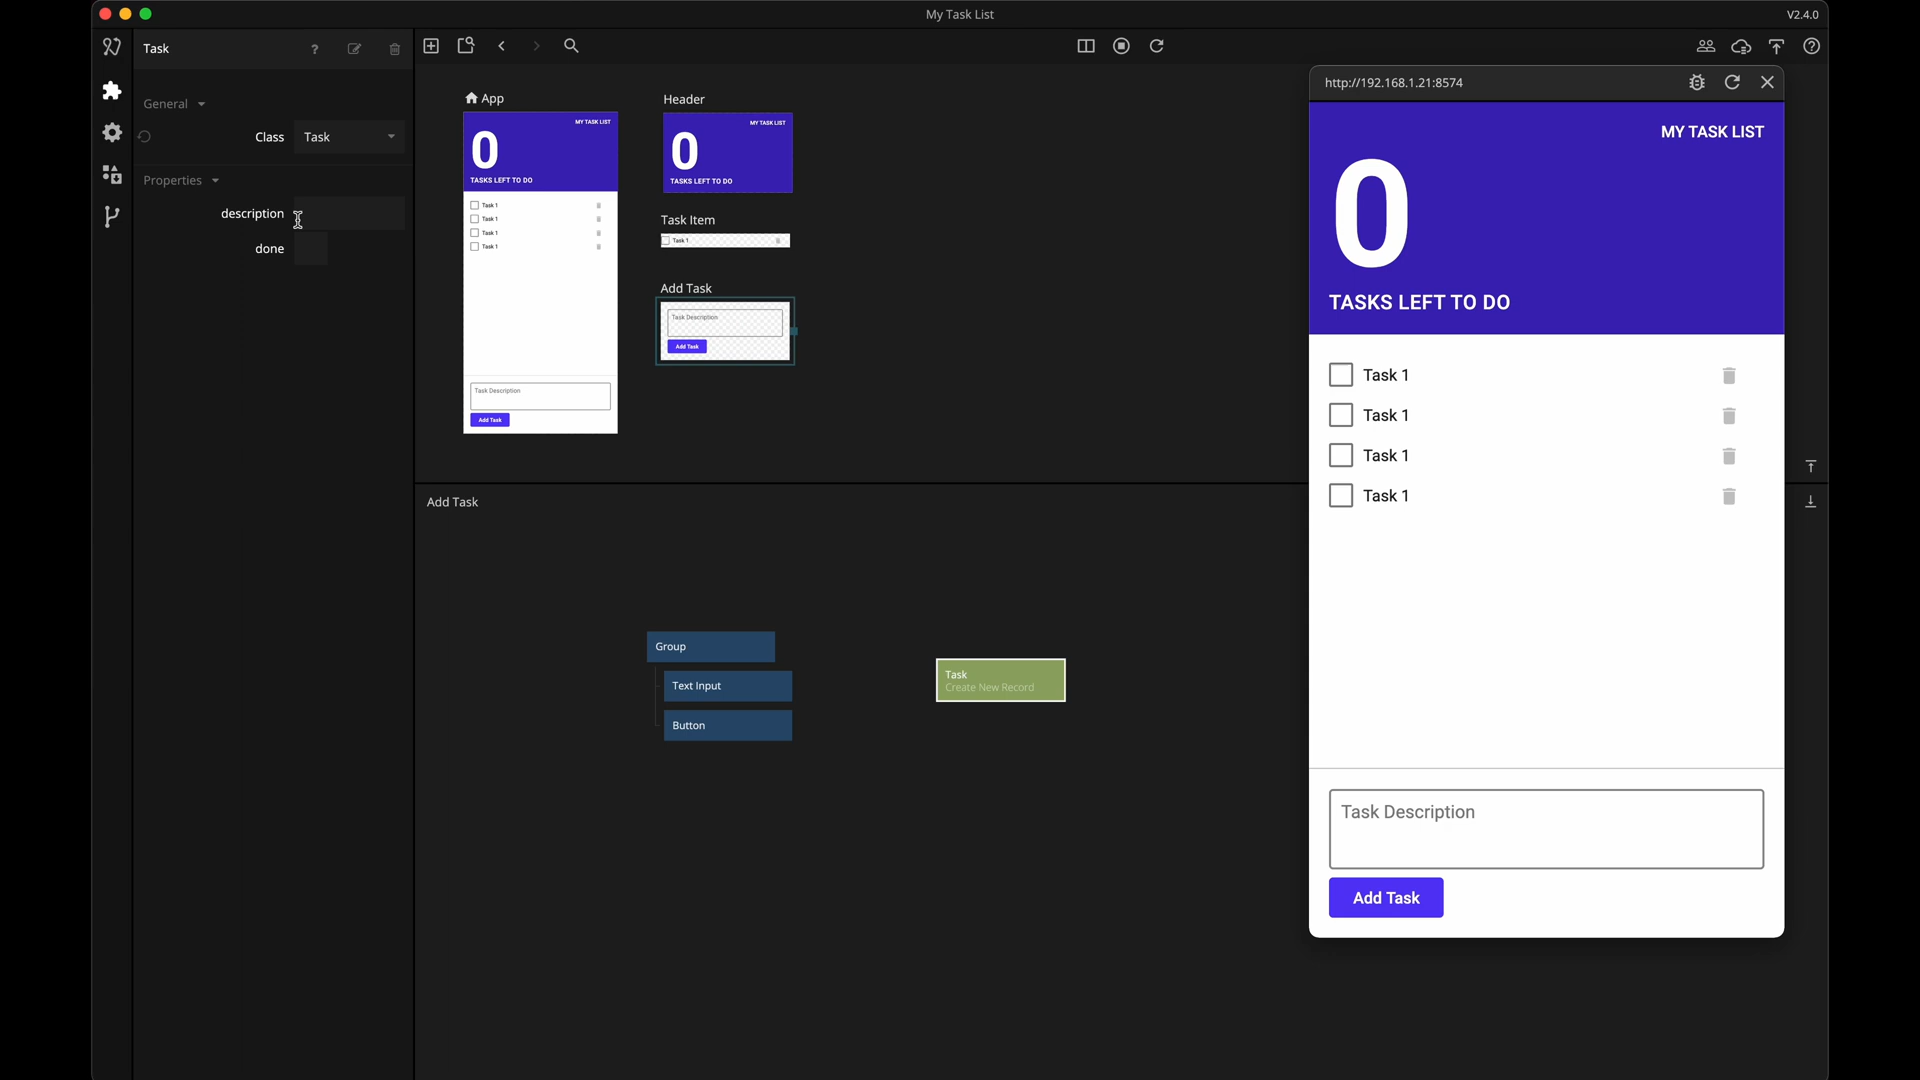 My Task List
V2.4.0
Task
?
General
Class
Task
Properties
description
done
App
MY TASK LIST
0
TASKS LEFT TO DO
Task 1
Task 1
Task 1
Task 1
Task Description
Add Task
Header
MY TASK LIST
0
TASKS LEFT TO DO
Task Item
Task 1
Add Task
Task Description
Add Task
Add Task
Group
Text Input
Button
Task
Create New Record
http://192.168.1.21:8574
MY TASK LIST
0
TASKS LEFT TO DO
Task 1
Task 1
Task 1
Task 1
Task Description
Add Task